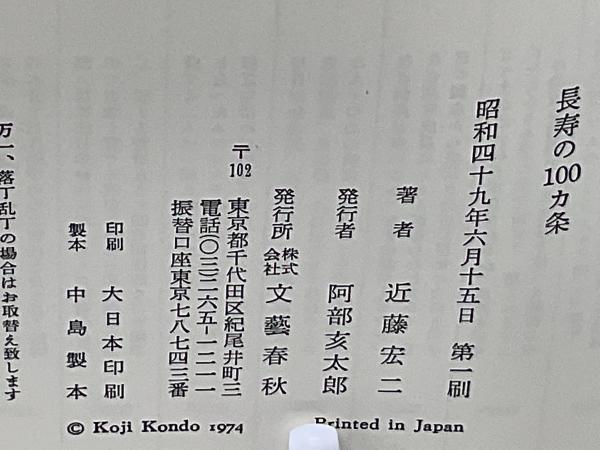 長寿の100カ条
昭和四十九年六月十五日 第一刷
著者 近藤宏二
発行者 阿部亥太郎
発行所 株式会社 文藝春秋
〒102 東京都千代田区紀尾井町三
電話(〇三)二六五―一二一一
振替口座東京七八七四三番
印刷 大日本印刷
製本 中島製本
万一、落丁乱丁の場合はお取替え致します
© Koji Kondo 1974 Printed in Japan